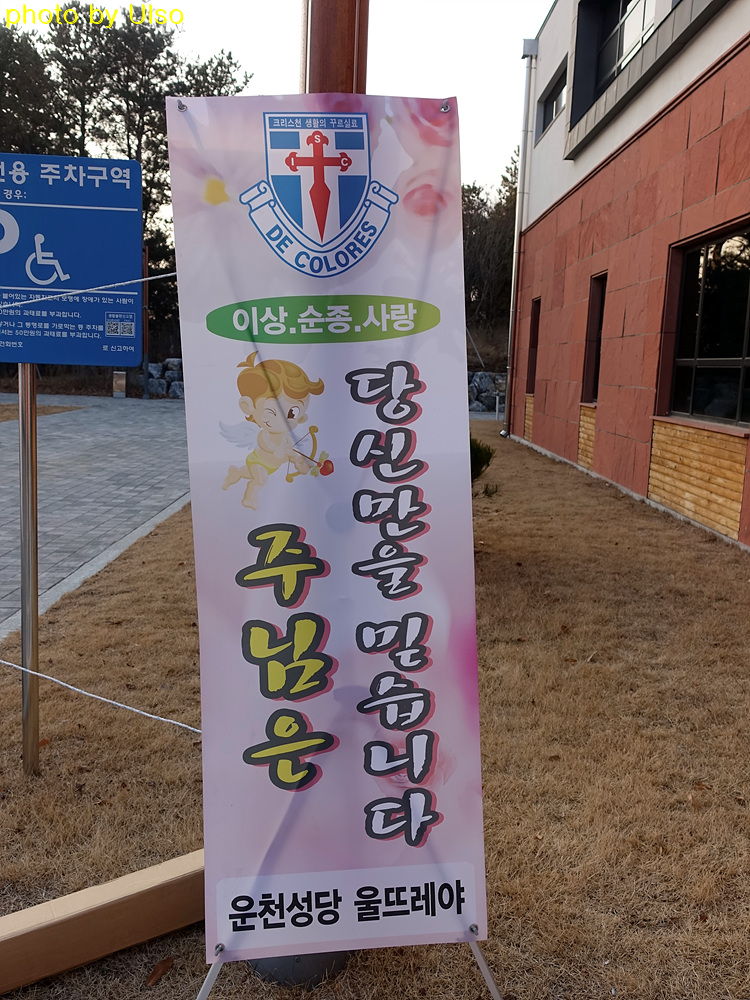 photo by Ulso
전용 주차구역
경우:
크리스천 생활의 꾸르실료
S
C
DE COLORES
이상.순종.사랑
주님은
당신만을 믿습니다
운천성당 울뜨레야